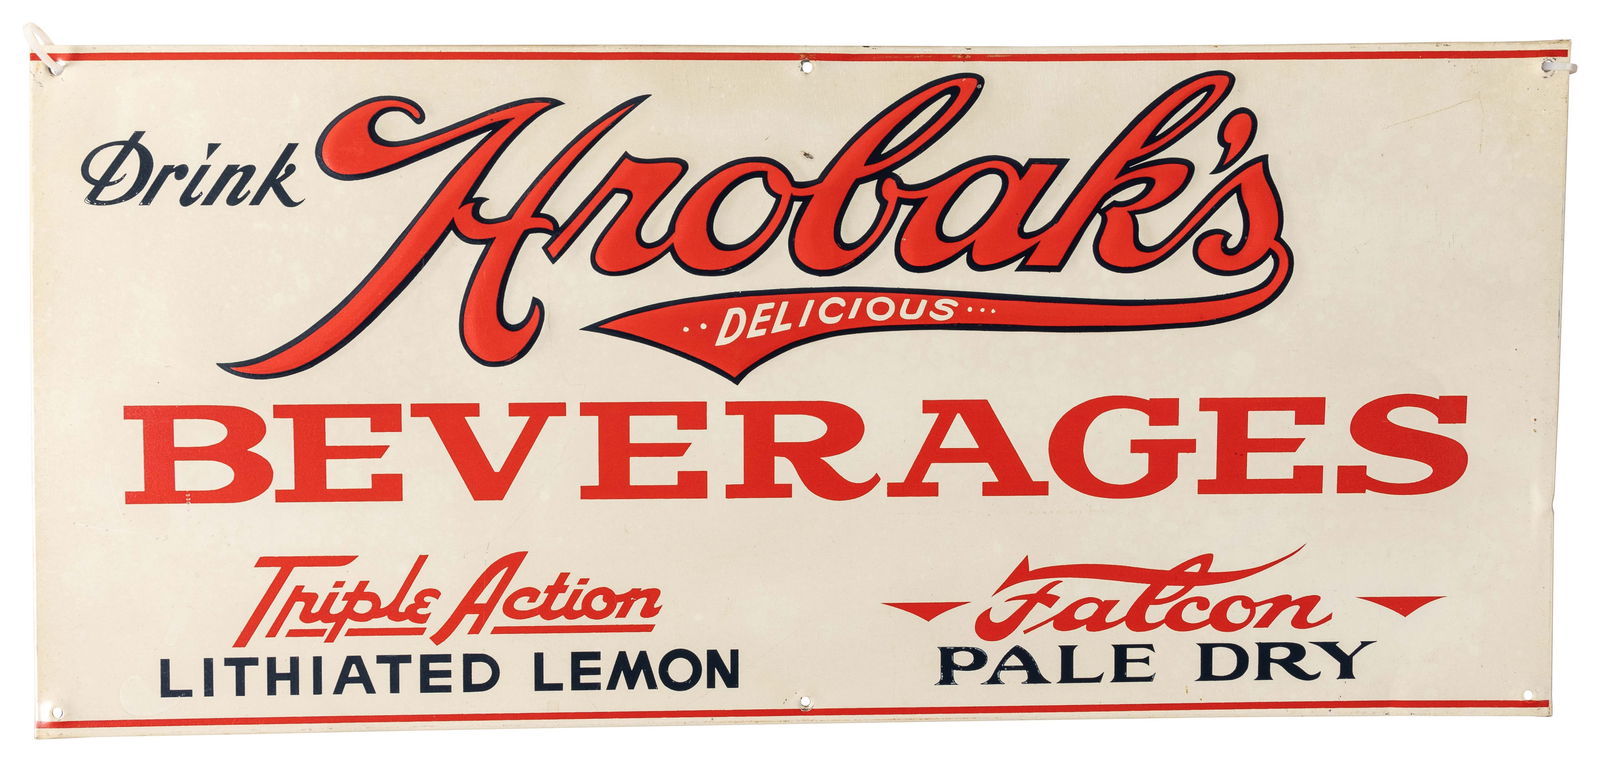 Drink Hrobak's
··DELICIOUS···
BEVERAGES
Triple Action
LITHIATED LEMON
Falcon
PALE DRY